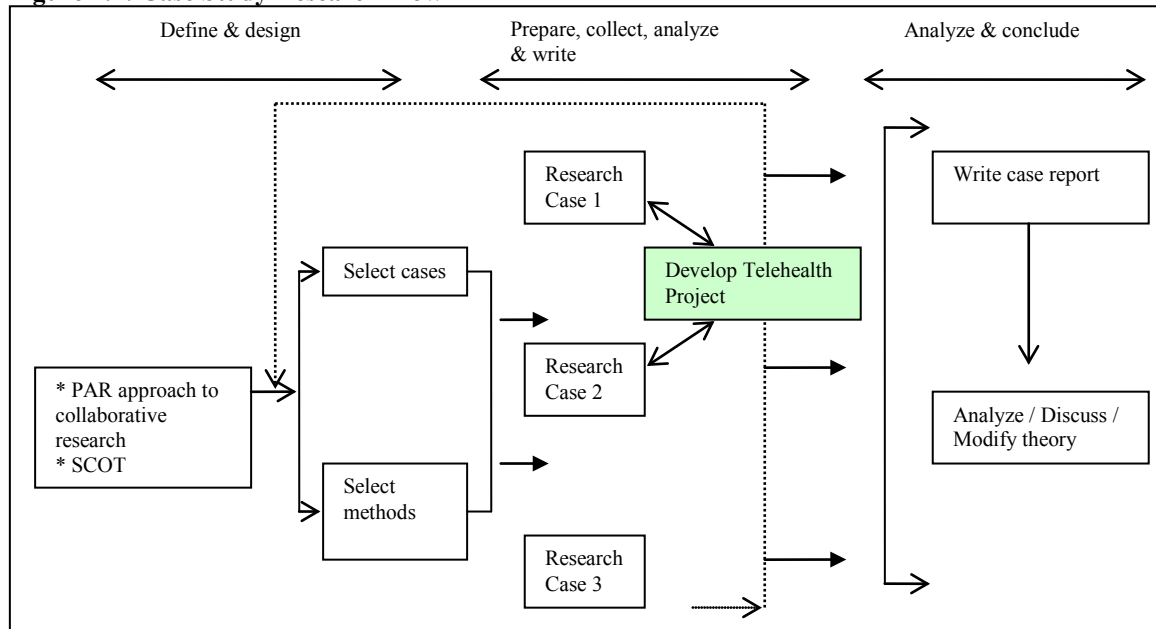 Define & design
Prepare, collect, analyze
& write
Analyze & conclude
Research
Case 1
Write case report
Select cases
Develop Telehealth
Project
Research
Case 2
* PAR approach to
collaborative
research
* SCOT
Analyze / Discuss /
Modify theory
Select
methods
Research
Case 3